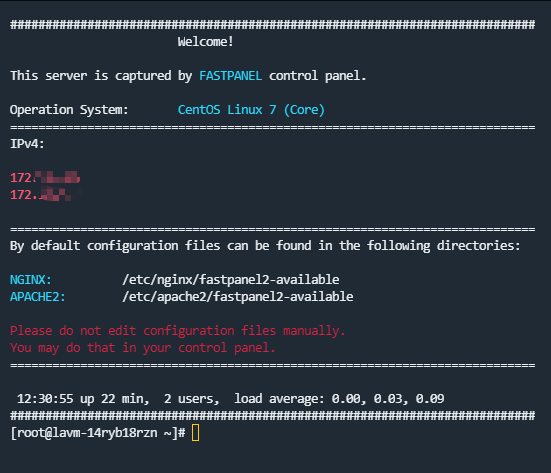 ###########################################################################
Welcome!
This server is captured by FASTPANEL control panel.
Operation System: CentOS Linux 7 (Core)
===========================================================================
IPv4:
172.
172.
===========================================================================
By default configuration files can be found in the following directories:
NGINX: /etc/nginx/fastpanel2-available
APACHE2: /etc/apache2/fastpanel2-available
Please do not edit configuration files manually.
You may do that in your control panel.
===========================================================================
12:30:55 up 22 min, 2 users, load average: 0.00, 0.03, 0.09
###########################################################################
[root@lavm-14ryb18rzn ~]#